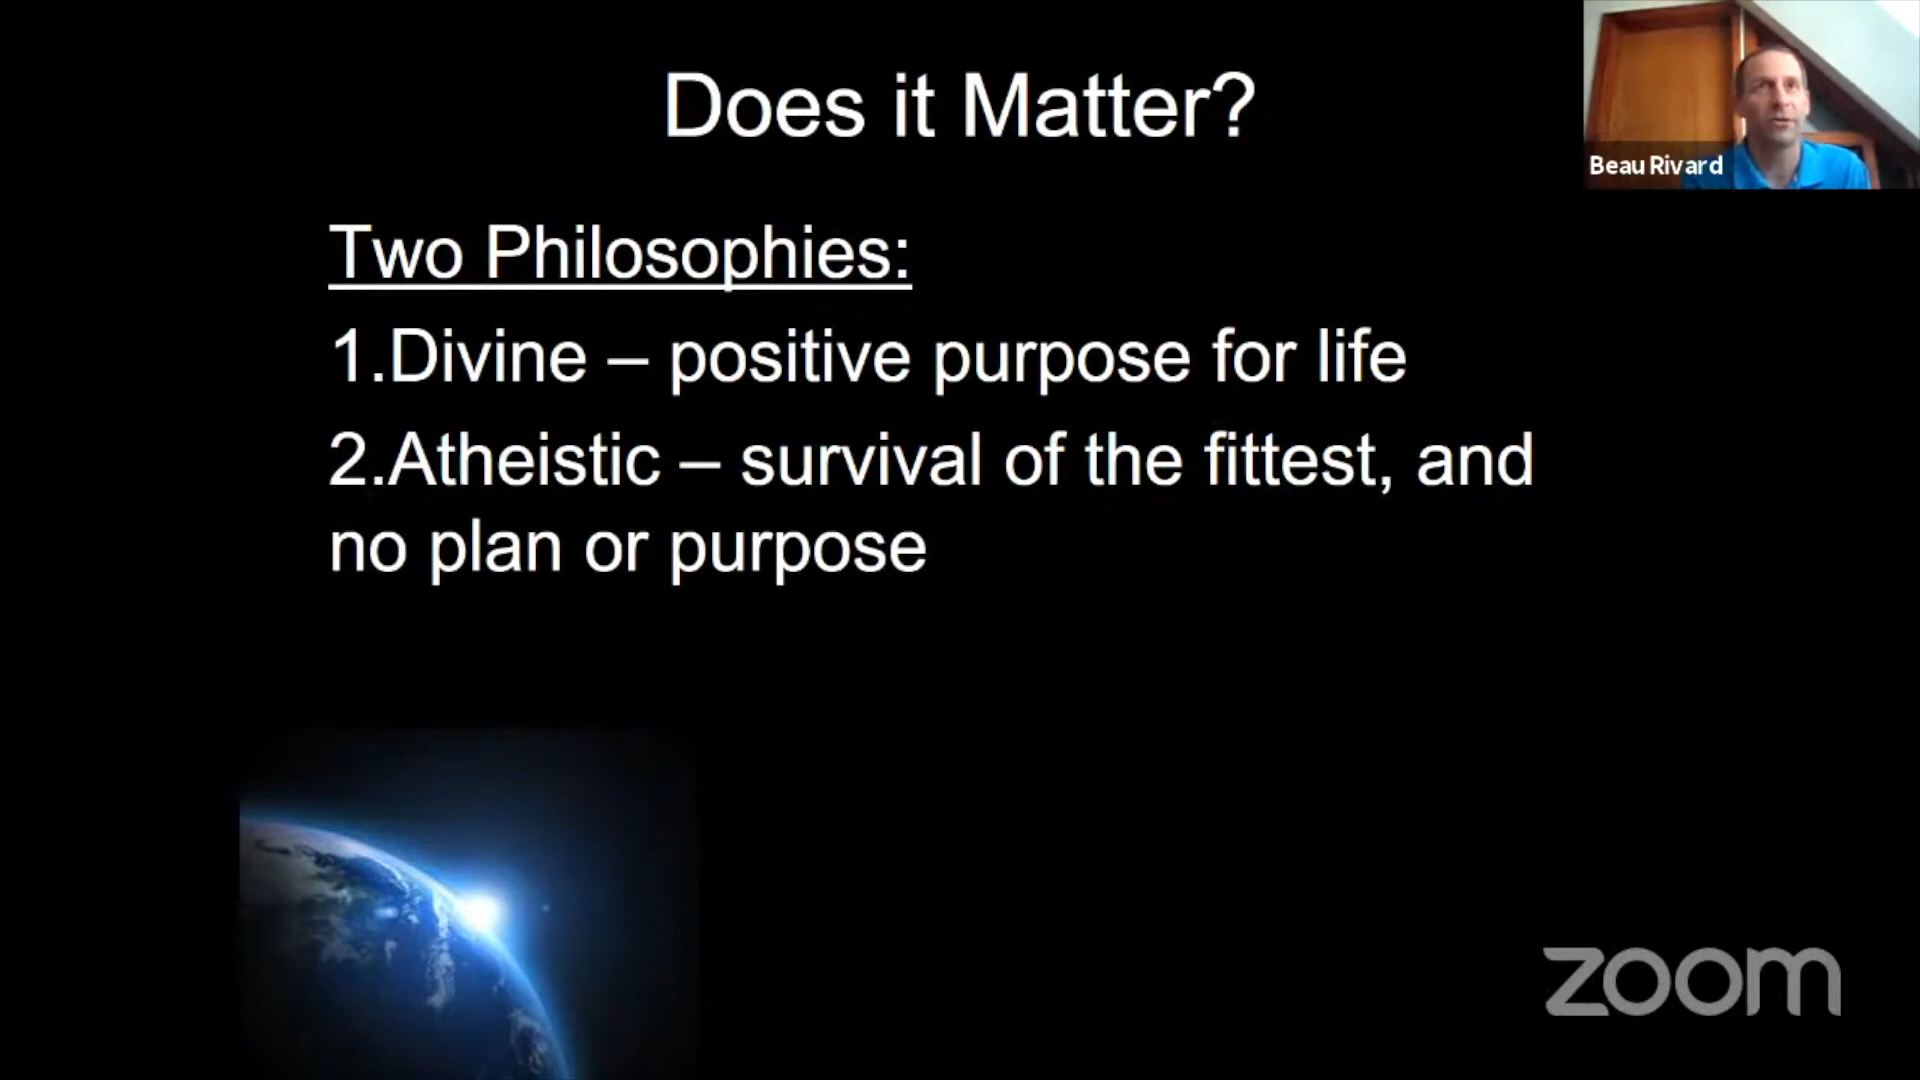 Does it Matter?
Beau Rivard
Two Philosophies:
1.Divine – positive purpose for life
2.Atheistic – survival of the fittest, and
no plan or purpose
zoom